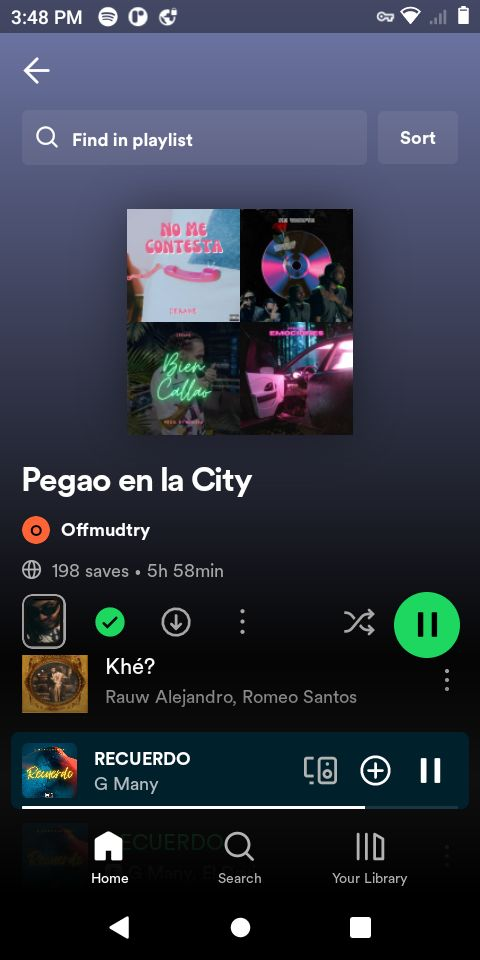 3:48 PM
Find in playlist
Sort
NO ME
CONTESTA
Bien
Callao
EMOCIONES
Pegao en la City
Offmudtry
198 saves • 5h 58min
Khé?
Rauw Alejandro, Romeo Santos
Recuerdo
RECUERDO
G Many
RECUERDO
G Many, El
Home
Search
Your Library